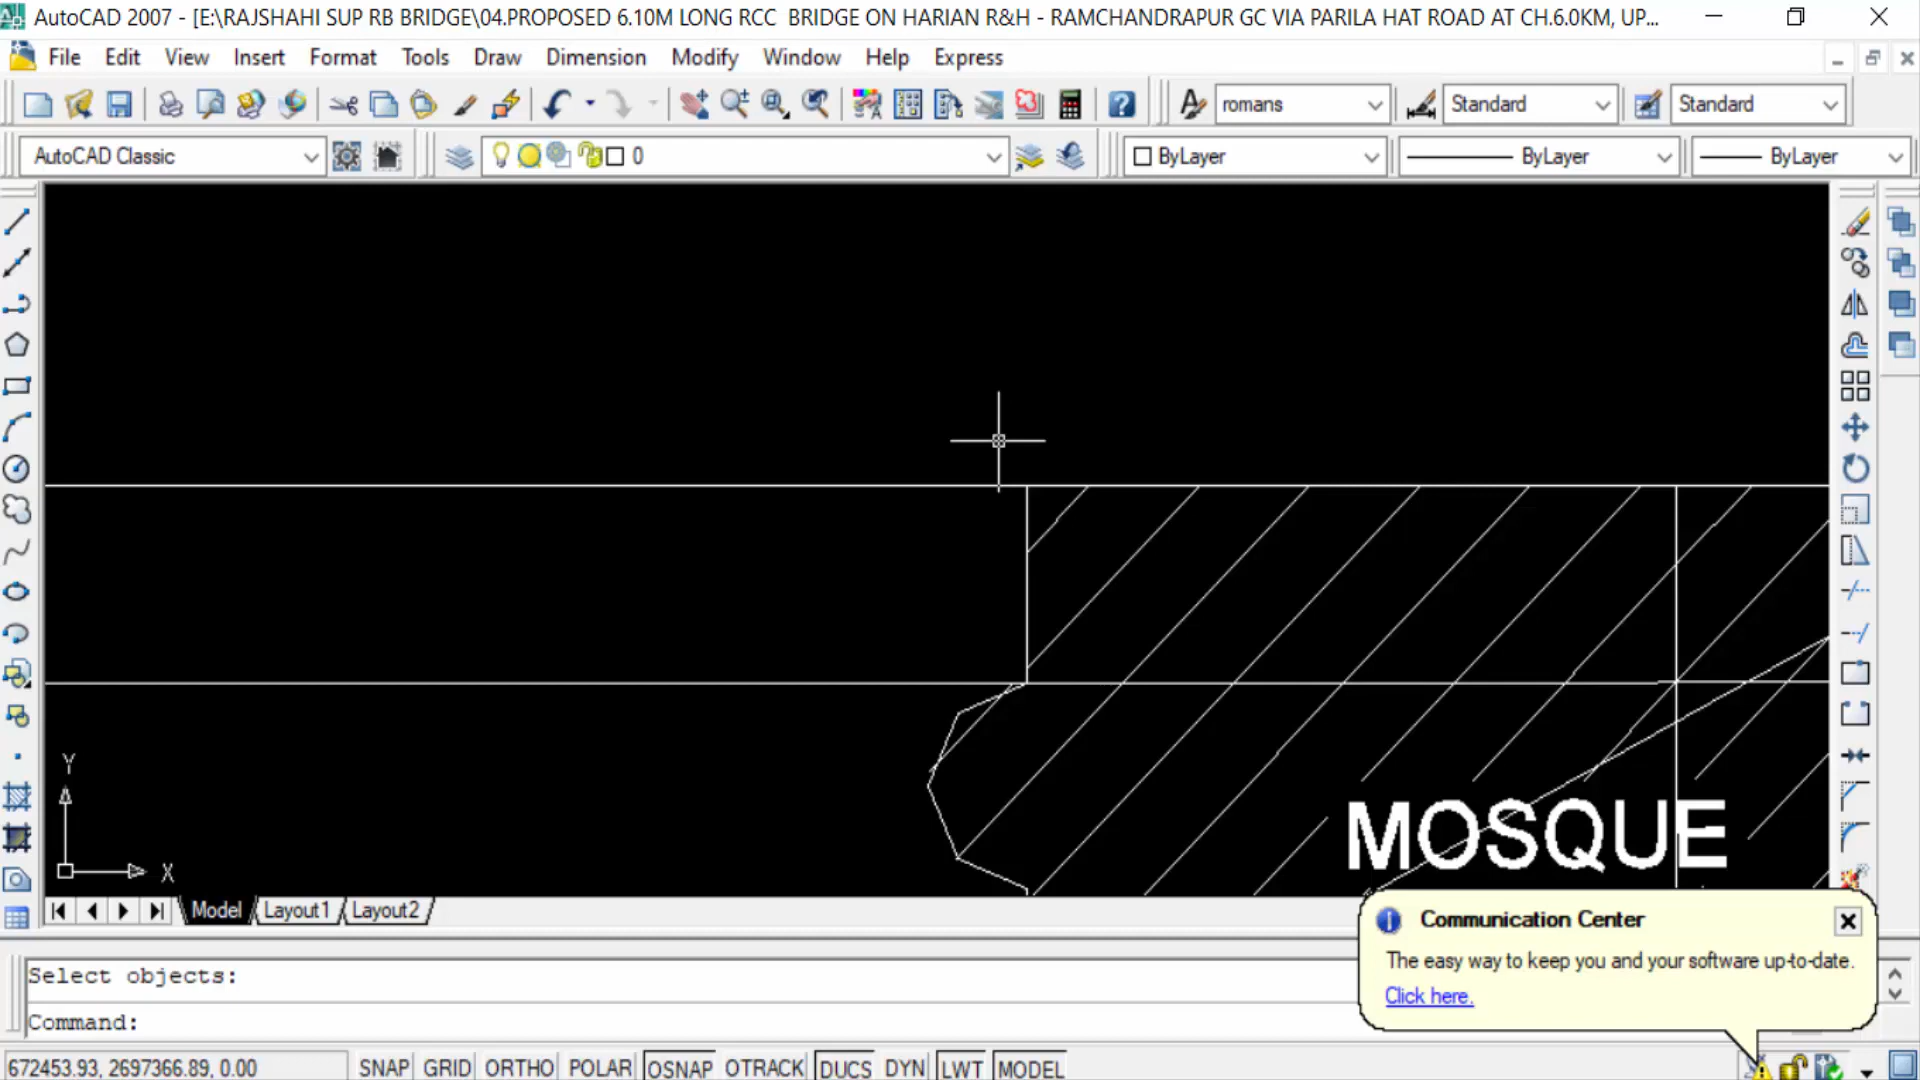 AutoCAD 2007 - [E:\RAJSHAHI SUP RB BRIDGE\04.PROPOSED 6.10M LONG RCC  BRIDGE ON HARIAN R&H - RAMCHANDRAPUR GC VIA PARILA HAT ROAD AT CH.6.0KM, UP...
File Edit View Insert Format Tools Draw Dimension Modify Window Help Express
romans Standard Standard
AutoCAD Classic 0 ByLayer ByLayer ByLayer
MOSQUE
Y
X
Model Layout1 Layout2
Communication Center
The easy way to keep you and your software up-to-date.
Click here.
Select objects:
Command:
672453.93, 2697366.89, 0.00 SNAP GRID ORTHO POLAR OSNAP OTRACK DUCS DYN LWT MODEL